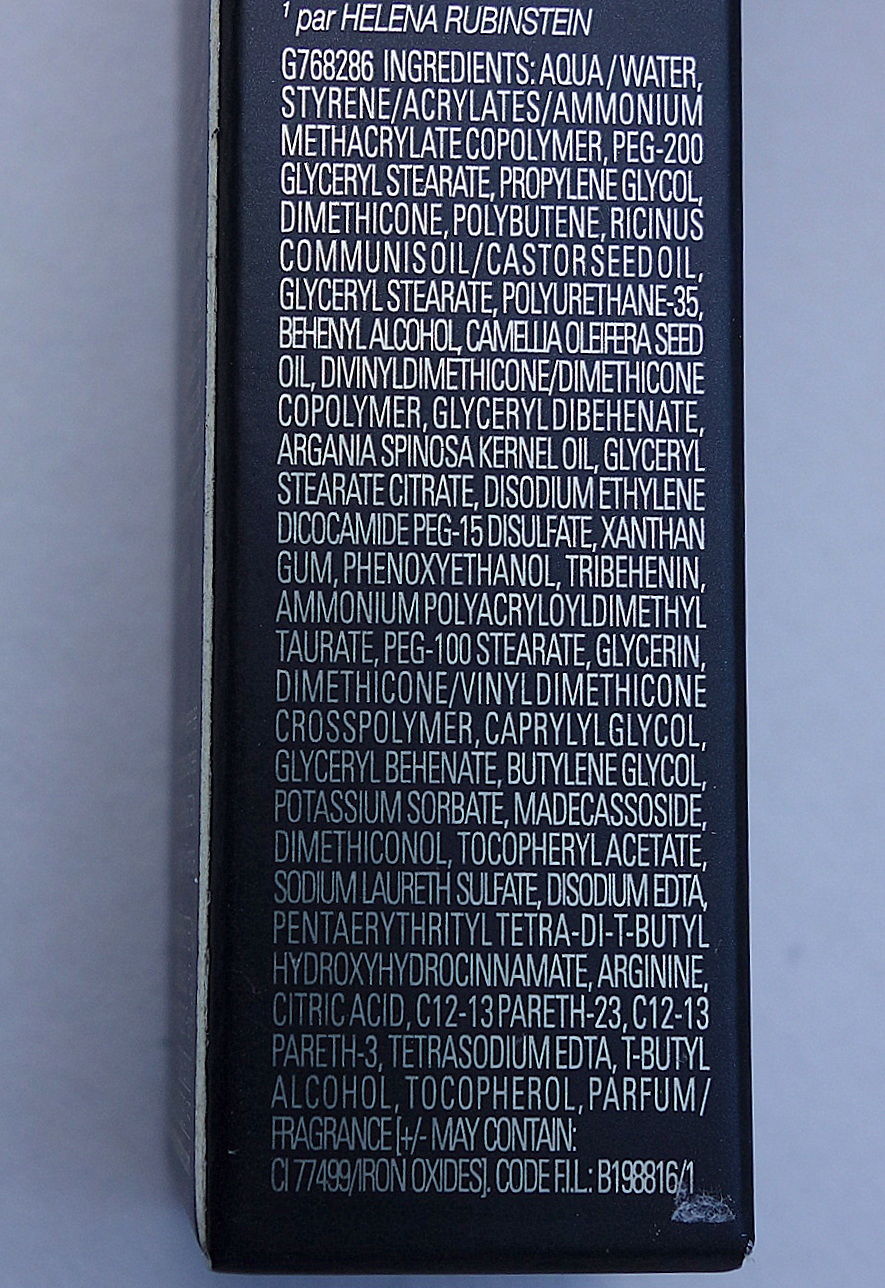 ¹ par HELENA RUBINSTEIN
G768286 INGREDIENTS: AQUA / WATER,
STYRENE/ACRYLATES/AMMONIUM
METHACRYLATE COPOLYMER, PEG-200
GLYCERYL STEARATE, PROPYLENE GLYCOL,
DIMETHICONE, POLYBUTENE, RICINUS
COMMUNIS OIL / CASTOR SEED OIL,
GLYCERYL STEARATE, POLYURETHANE-35,
BEHENYL ALCOHOL, CAMELLIA OLEIFERA SEED
OIL, DIVINYLDIMETHICONE/DIMETHICONE
COPOLYMER, GLYCERYL DIBEHENATE,
ARGANIA SPINOSA KERNEL OIL, GLYCERYL
STEARATE CITRATE, DISODIUM ETHYLENE
DICOCAMIDE PEG-15 DISULFATE, XANTHAN
GUM, PHENOXYETHANOL, TRIBEHENIN,
AMMONIUM POLYACRYLOYLDIMETHYL
TAURATE, PEG-100 STEARATE, GLYCERIN,
DIMETHICONE/VINYL DIMETHICONE
CROSSPOLYMER, CAPRYLYL GLYCOL,
GLYCERYL BEHENATE, BUTYLENE GLYCOL,
POTASSIUM SORBATE, MADECASSOSIDE,
DIMETHICONOL, TOCOPHERYL ACETATE,
SODIUM LAURETH SULFATE, DISODIUM EDTA,
PENTAERYTHRITYL TETRA-DI-T-BUTYL
HYDROXYHYDROCINNAMATE, ARGININE,
CITRIC ACID, C12-13 PARETH-23, C12-13
PARETH-3, TETRASODIUM EDTA, T-BUTYL
ALCOHOL, TOCOPHEROL, PARFUM /
FRAGRANCE [+/- MAY CONTAIN:
CI 77499/IRON OXIDES]. CODE F.I.L.: B198816/1